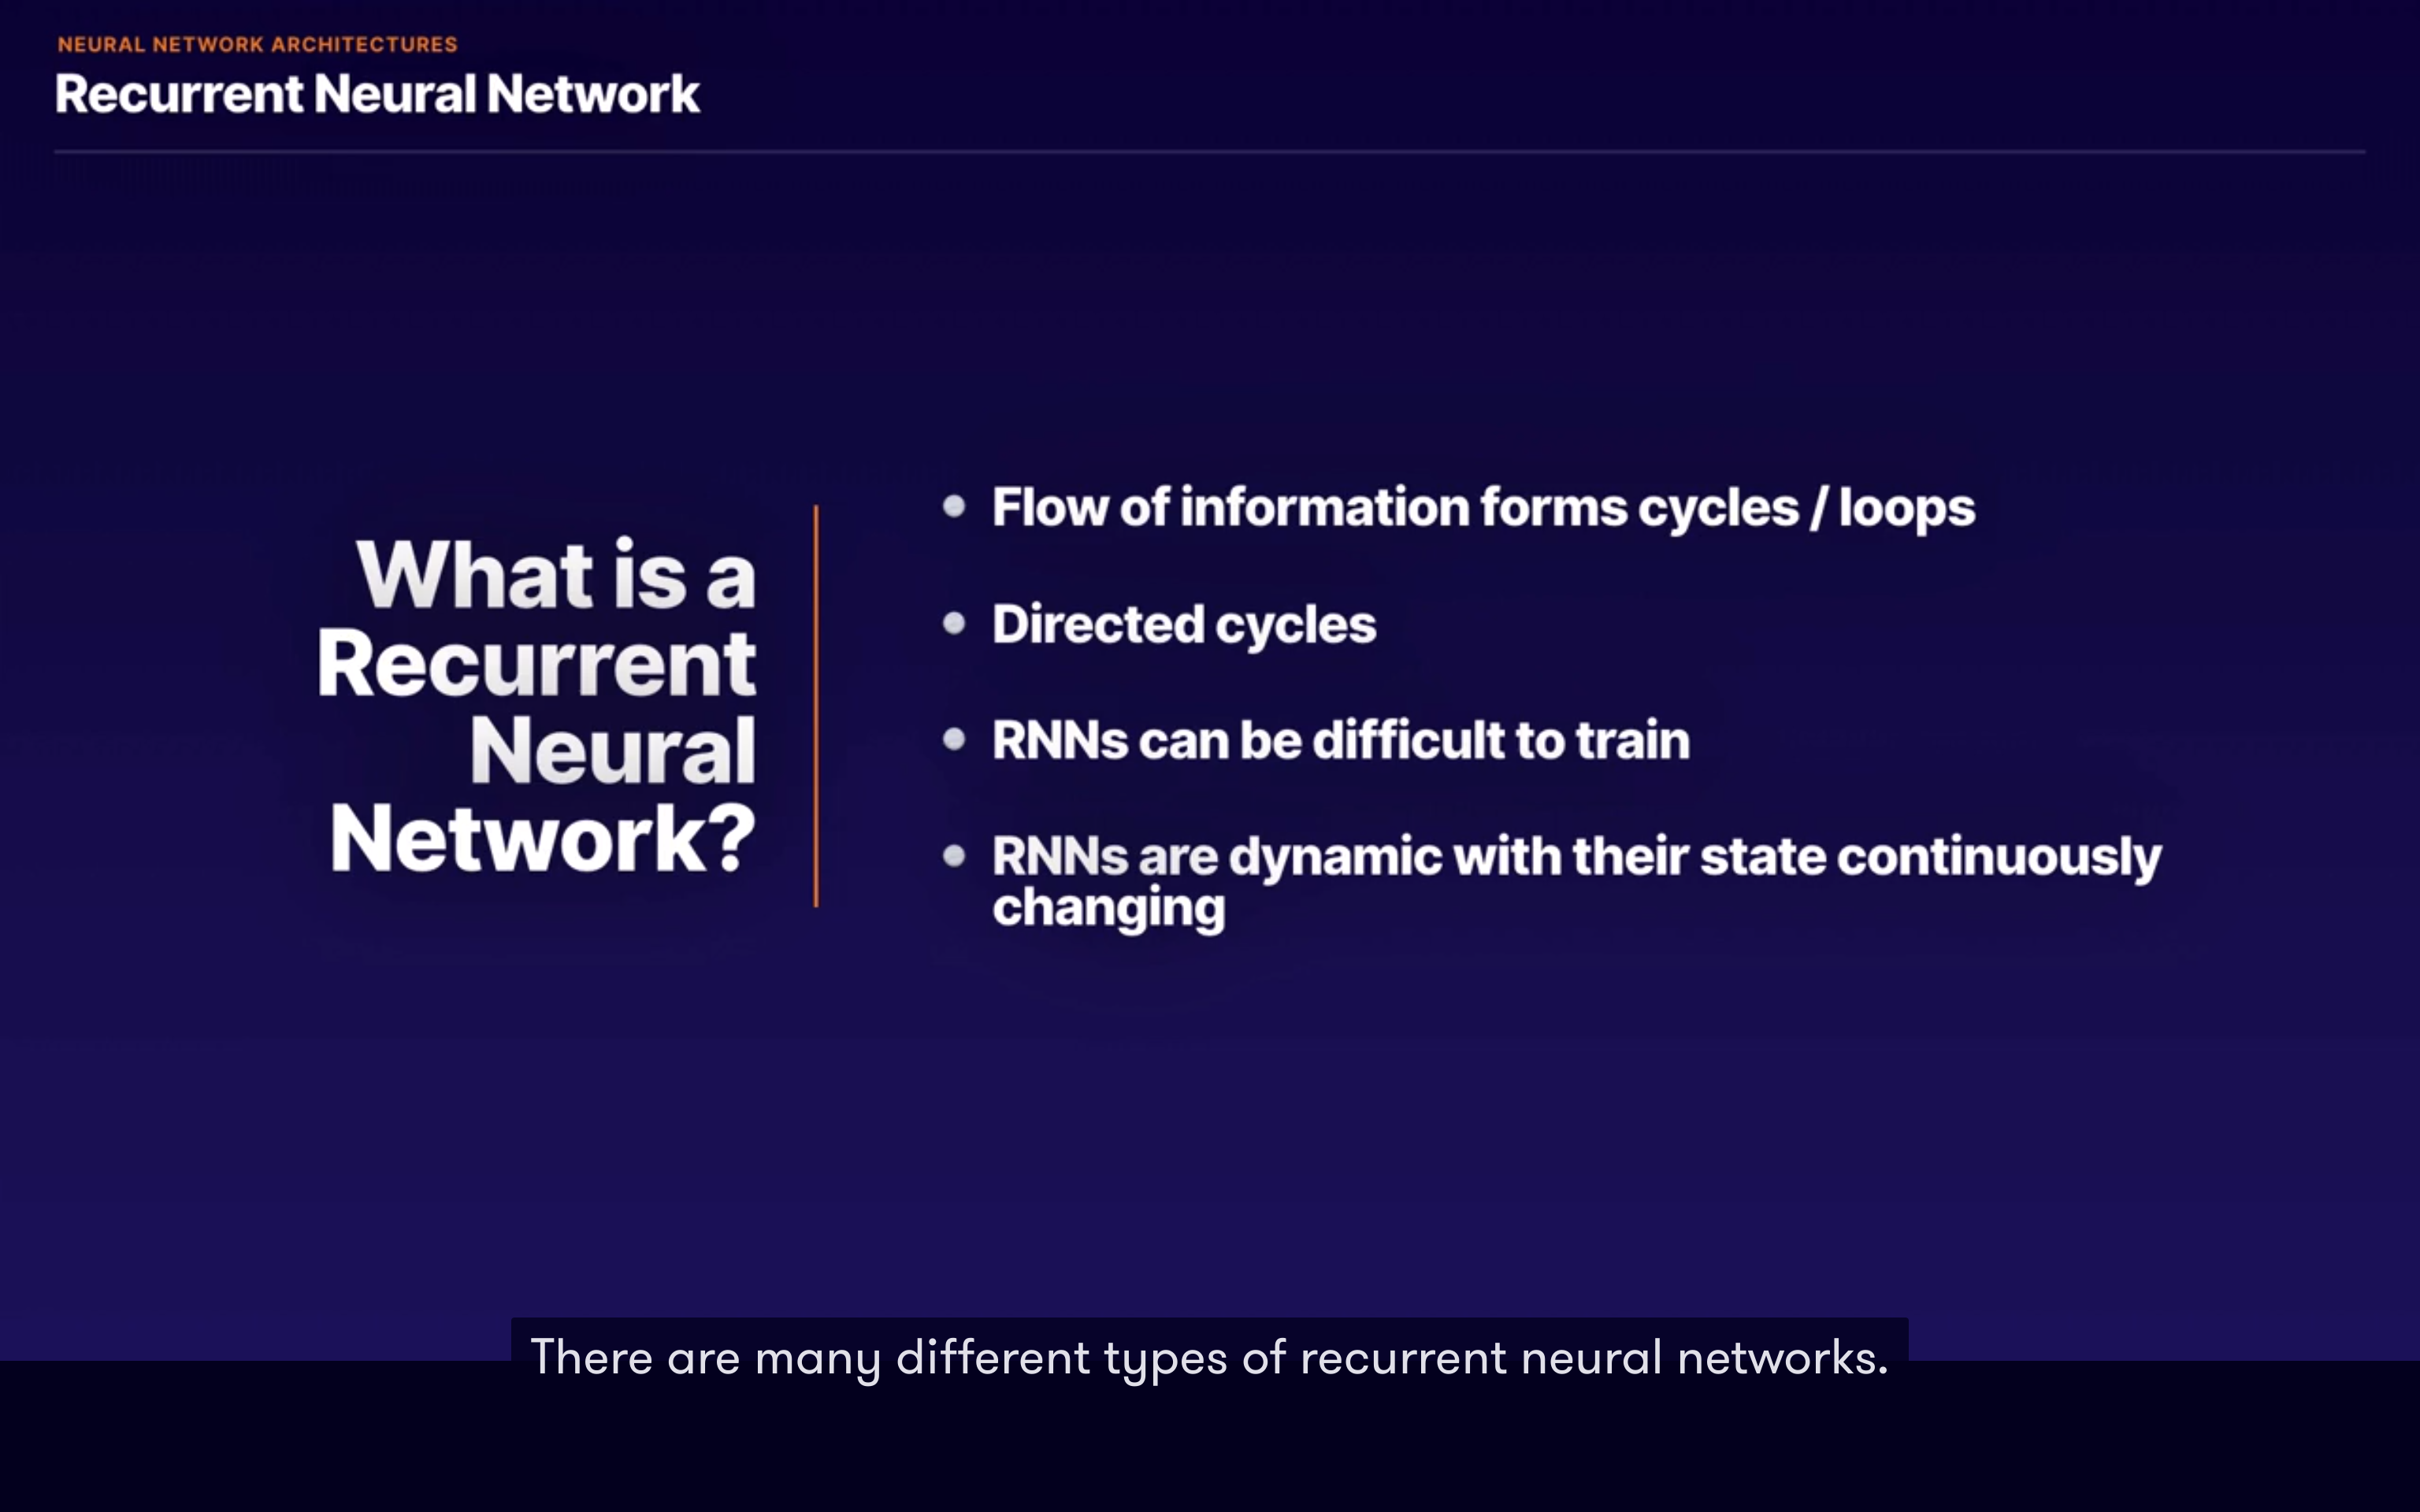 NEURAL NETWORK ARCHITECTURES
Recurrent Neural Network
What is a
Recurrent
Neural
Network?
Flow of information forms cycles / loops
Directed cycles
RNNs can be difficult to train
RNNs are dynamic with their state continuously
changing
There are many different types of recurrent neural networks.